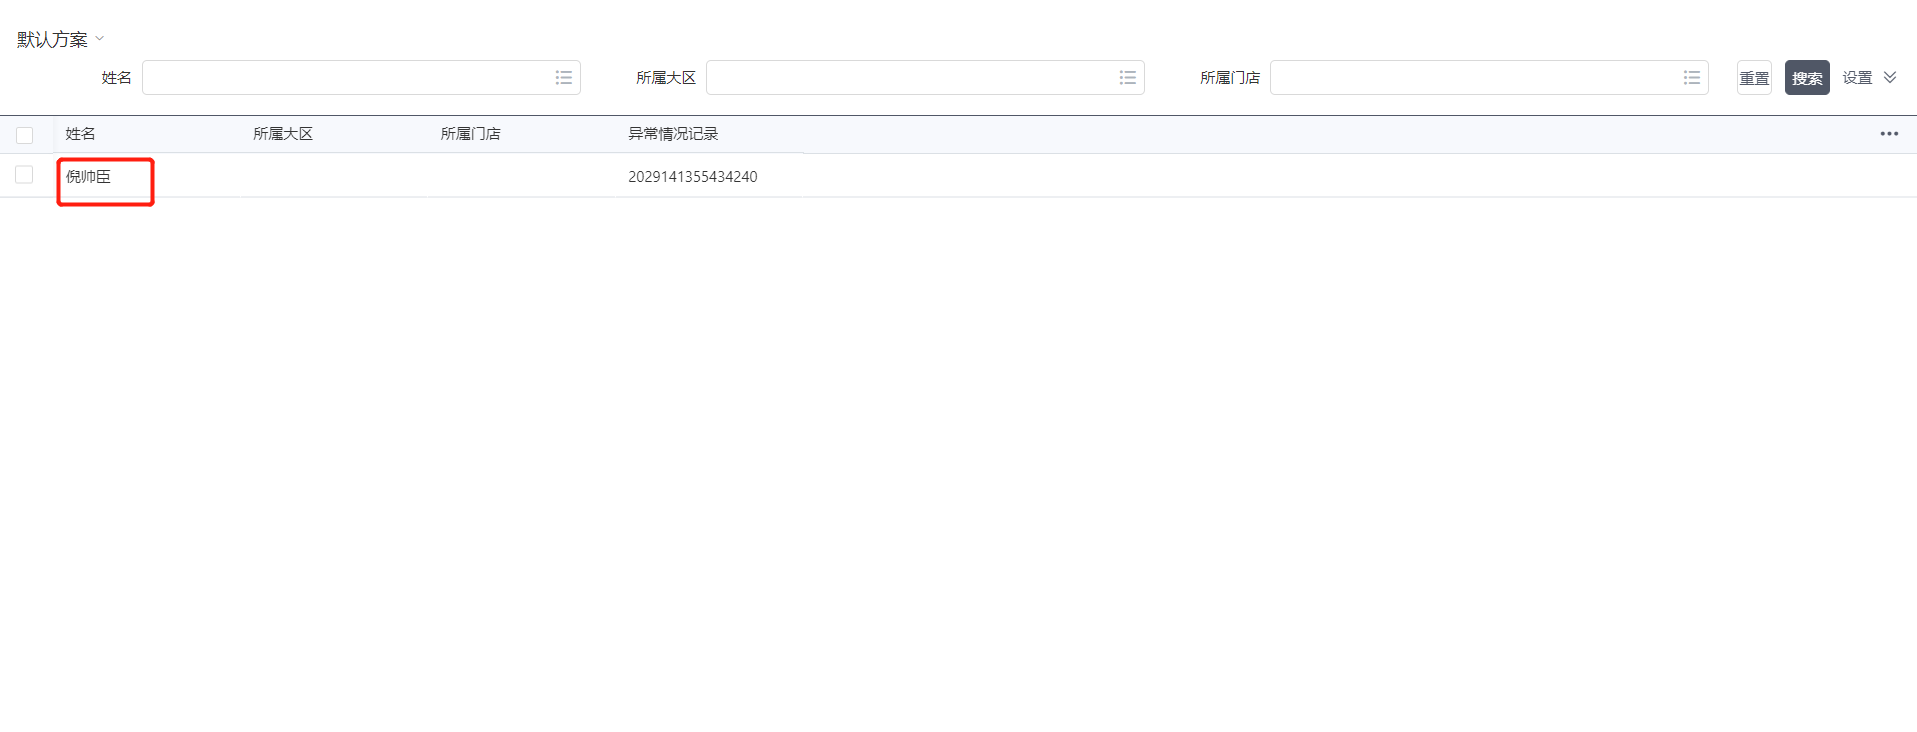 默认方案
姓名 所属大区 所属门店 重置 搜索 设置
姓名 所属大区 所属门店 异常情况记录
倪帅臣 2029141355434240